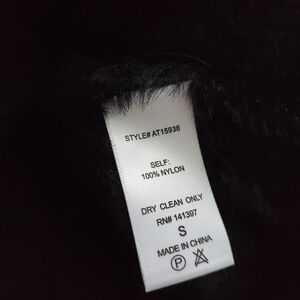 STYLE# AT15936
SELF:
100% NYLON
DRY CLEAN ONLY
RN# 141397
S
MADE IN CHINA
P